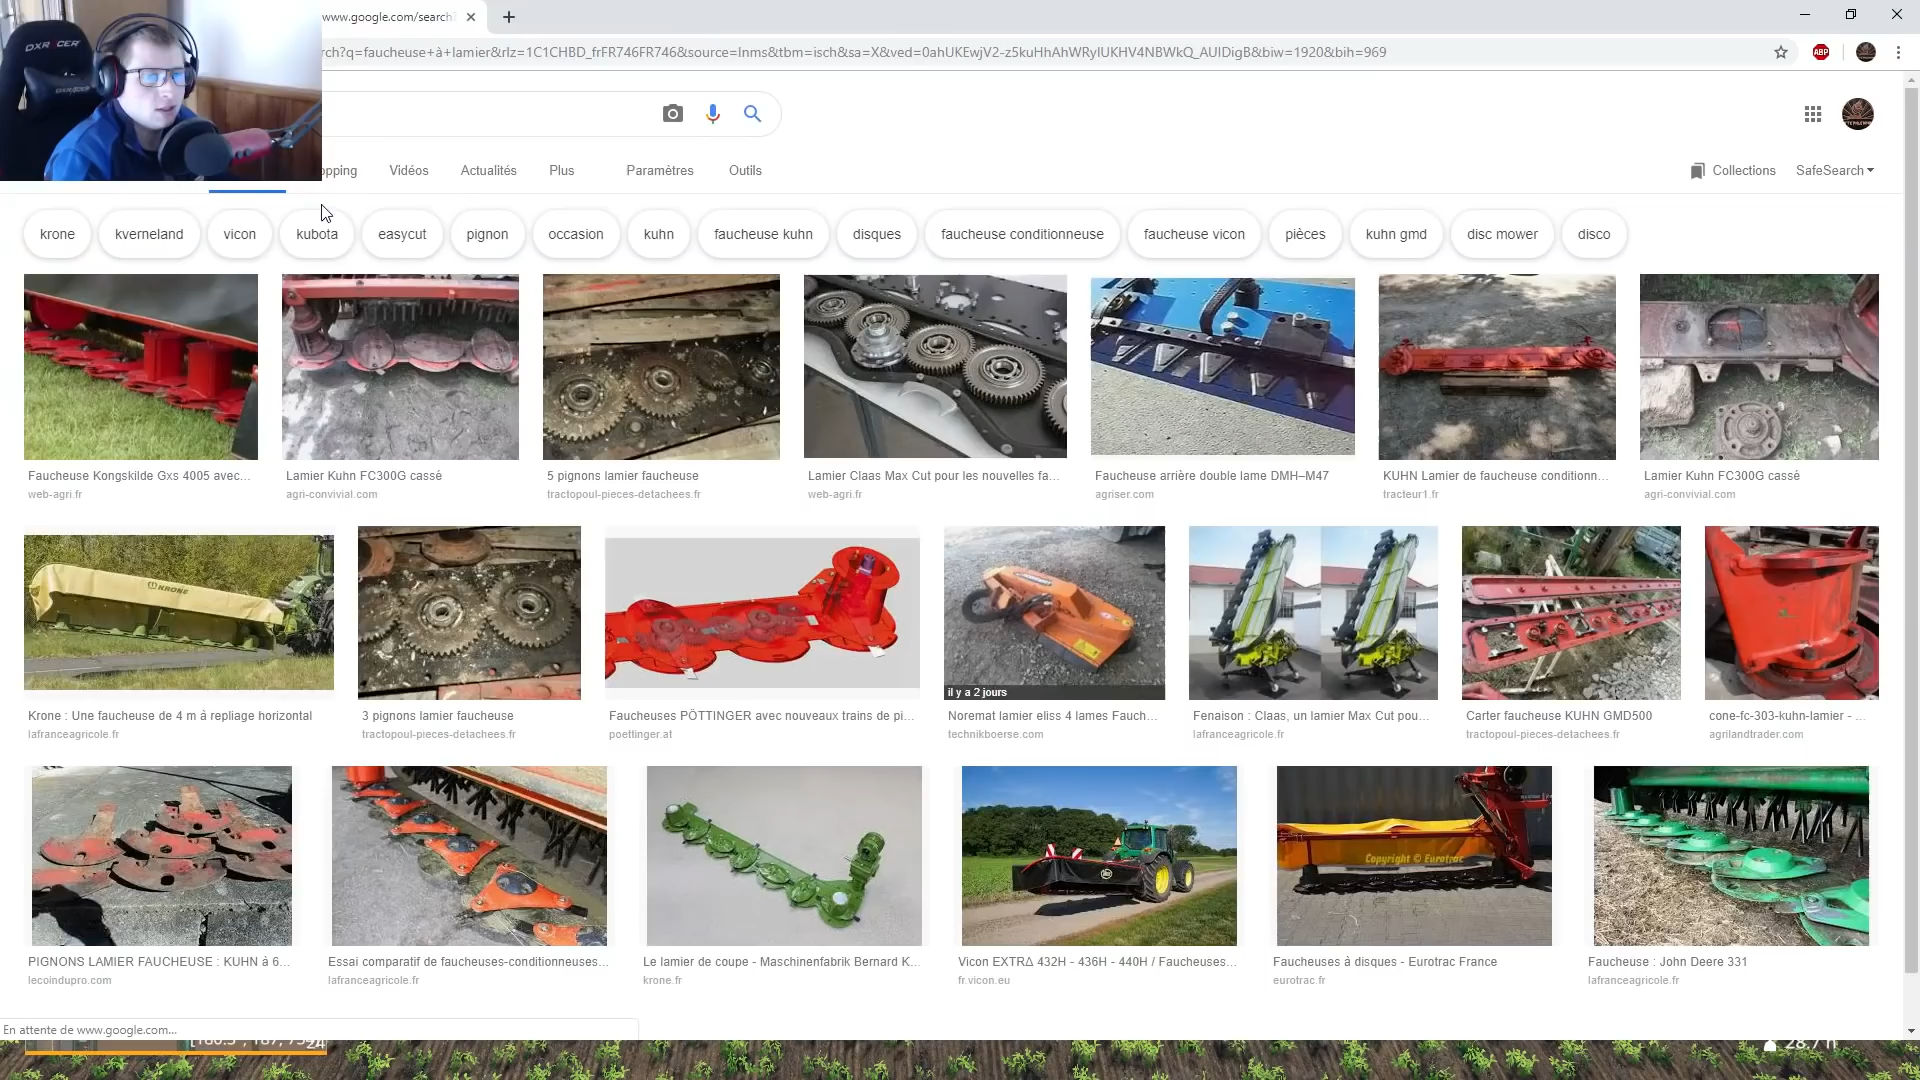 www.google.com/search?
rch?q=faucheuse+à+lamier&rlz=1C1CHBD_frFR746FR746&source=lnms&tbm=isch&sa=X&ved=0ahUKEwjV2-z5kuHhAhWRyIUKHV4NBWkQ_AUIDigB&biw=1920&bih=969
ABP
DXRACER
opping Vidéos Actualités Plus Paramètres Outils Collections SafeSearch
krone kverneland vicon kubota easycut pignon occasion kuhn faucheuse kuhn disques faucheuse conditionneuse faucheuse vicon pièces kuhn gmd disc mower disco
Faucheuse Kongskilde Gxs 4005 avec...
web-agri.fr
Lamier Kuhn FC300G cassé
agri-convivial.com
5 pignons lamier faucheuse
tractopoul-pieces-detachees.fr
Lamier Claas Max Cut pour les nouvelles fa...
web-agri.fr
Faucheuse arrière double lame DMH–M47
agriser.com
KUHN Lamier de faucheuse conditionn...
tracteur1.fr
Lamier Kuhn FC300G cassé
agri-convivial.com
KRONE
il y a 2 jours
Krone : Une faucheuse de 4 m à repliage horizontal
lafranceagricole.fr
3 pignons lamier faucheuse
tractopoul-pieces-detachees.fr
Faucheuses PÖTTINGER avec nouveaux trains de pi...
poettinger.at
Noremat lamier eliss 4 lames Fauch...
technikboerse.com
Fenaison : Claas, un lamier Max Cut pou...
lafranceagricole.fr
Carter faucheuse KUHN GMD500
tractopoul-pieces-detachees.fr
cone-fc-303-kuhn-lamier - ...
agrilandtrader.com
Copyright © Eurotrac
PIGNONS LAMIER FAUCHEUSE : KUHN à 6...
lecoindupro.com
Essai comparatif de faucheuses-conditionneuses...
lafranceagricole.fr
Le lamier de coupe - Maschinenfabrik Bernard K...
krone.fr
Vicon EXTRΔ 432H - 436H - 440H / Faucheuses...
fr.vicon.eu
Faucheuses à disques - Eurotrac France
eurotrac.fr
Faucheuse : John Deere 331
lafranceagricole.fr
En attente de www.google.com...